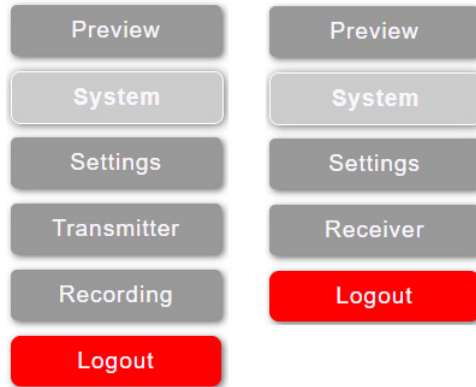 Preview
System
Settings
Transmitter
Recording
Logout
Preview
System
Settings
Receiver
Logout